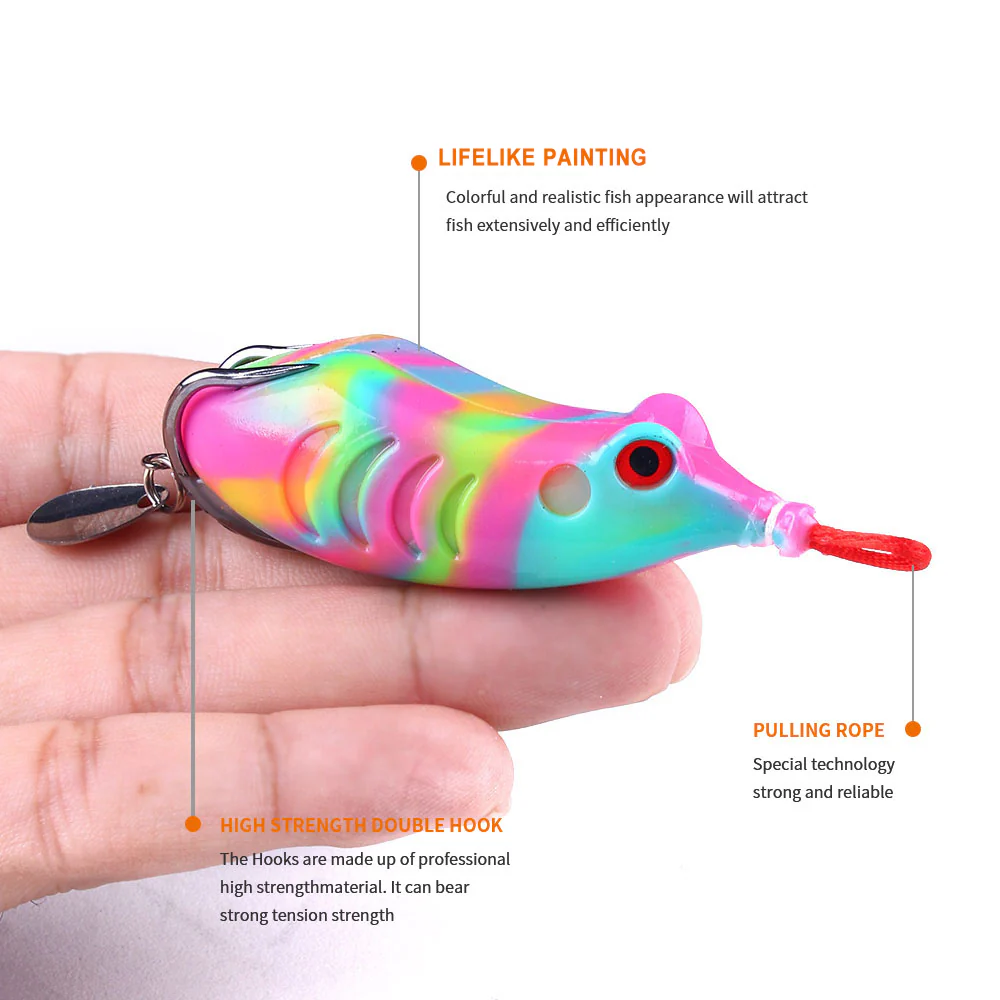 LIFELIKE PAINTING
Colorful and realistic fish appearance will attract
fish extensively and efficiently
PULLING ROPE
Special technology
strong and reliable
HIGH STRENGTH DOUBLE HOOK
The Hooks are made up of professional
high strengthmaterial. It can bear
strong tension strength